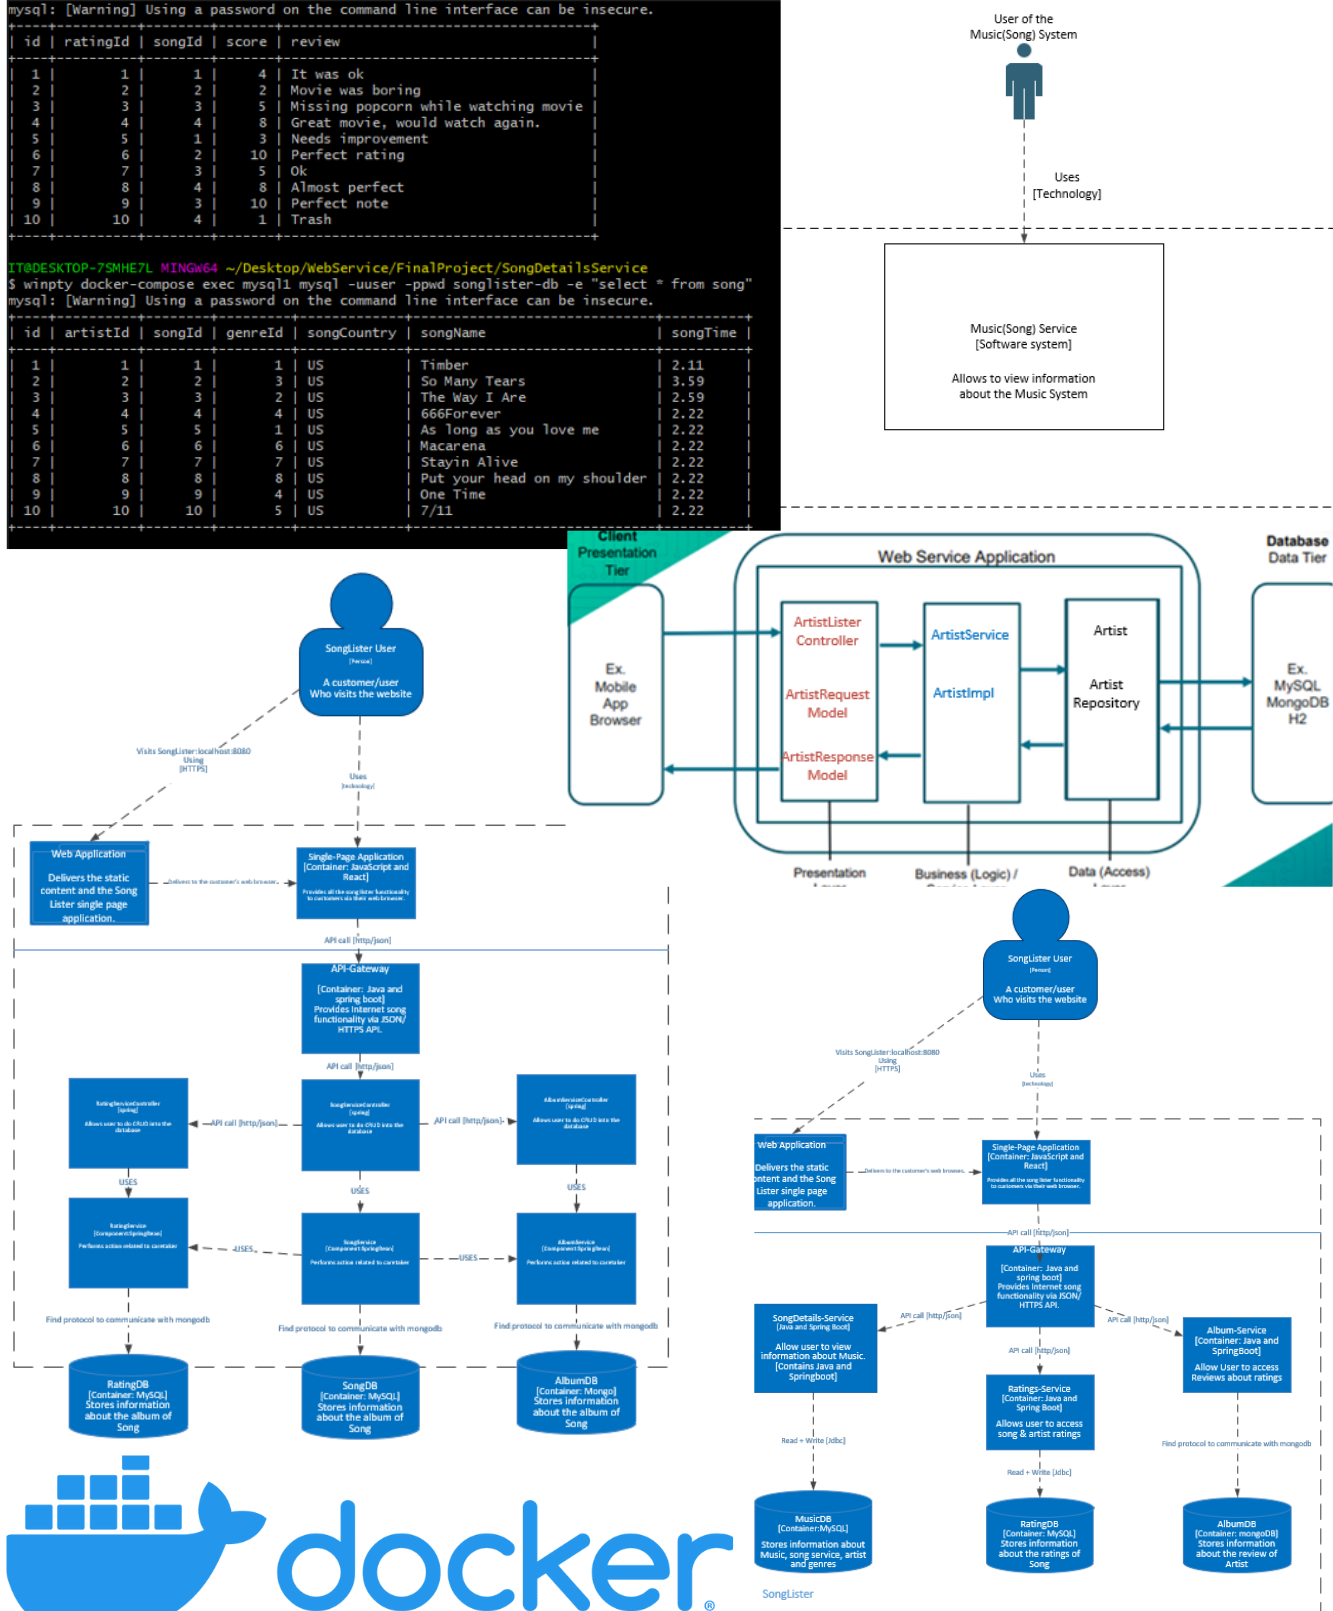 mysql: [Warning] Using a password on the command line interface can be insecure.
| id | ratingId | songId | score | review |
| 1 | 1 | 1 | 4 | It was ok |
| 2 | 2 | 2 | 2 | Movie was boring |
| 3 | 3 | 3 | 5 | Missing popcorn while watching movie |
| 4 | 4 | 4 | 8 | Great movie, would watch again. |
| 5 | 5 | 1 | 3 | Needs improvement |
| 6 | 6 | 2 | 10 | Perfect rating |
| 7 | 7 | 3 | 5 | Ok |
| 8 | 8 | 4 | 8 | Almost perfect |
| 9 | 9 | 3 | 10 | Perfect note |
| 10 | 10 | 4 | 1 | Trash |
IT@DESKTOP-7SMHE7L MINGW64 ~/Desktop/WebService/FinalProject/SongDetailsService
$ winpty docker-compose exec mysql1 mysql -uuser -ppwd songlister-db -e "select * from song"
mysql: [Warning] Using a password on the command line interface can be insecure.
| id | artistId | songId | genreId | songCountry | songName | songTime |
| 1 | 1 | 1 | 1 | US | Timber | 2.11 |
| 2 | 2 | 2 | 3 | US | So Many Tears | 3.59 |
| 3 | 3 | 3 | 2 | US | The Way I Are | 2.59 |
| 4 | 4 | 4 | 4 | US | 666Forever | 2.22 |
| 5 | 5 | 5 | 1 | US | As long as you love me | 2.22 |
| 6 | 6 | 6 | 6 | US | Macarena | 2.22 |
| 7 | 7 | 7 | 7 | US | Stayin Alive | 2.22 |
| 8 | 8 | 8 | 8 | US | Put your head on my shoulder | 2.22 |
| 9 | 9 | 9 | 4 | US | One Time | 2.22 |
| 10 | 10 | 10 | 5 | US | 7/11 | 2.22 |
User of the
Music(Song) System
Uses
[Technology]
Music(Song) Service
[Software system]
Allows to view information
about the Music System
Client
Presentation
Tier
Web Service Application
Database
Data Tier
Ex.
Mobile
App
Browser
ArtistLister
Controller
ArtistRequest
Model
ArtistResponse
Model
ArtistService
ArtistImpl
Artist
Artist
Repository
Ex.
MySQL
MongoDB
H2
Presentation
Business (Logic) /
Data (Access)
SongLister User
[Person]
A customer/user
Who visits the website
Visits SongLister:localhost:8080
Using
[HTTPS]
Uses
[technology]
Web Application
Delivers the static
content and the Song
Lister single page
application.
Delivers to the customer's web browser.
Single-Page Application
[Container: JavaScript and
React]
Provides all the song lister functionality
to customers via their web browser.
API call [http/json]
API-Gateway
[Container: Java and
spring boot]
Provides Internet song
functionality via JSON/
HTTPS API.
API call [http/json]
RatingServiceController
[spring]
Allows user to do CRUD into the
database
API call [http/json]
SongServiceController
[spring]
Allows user to do CRUD into the
database
API call [http/json]
AlbumServiceController
[spring]
Allows user to do CRUD into the
database
USES
USES
USES
RatingService
[Component:SpringBean]
Performs action related to caretaker
USES
SongService
[Component:SpringBean]
Performs action related to caretaker
USES
AlbumService
[Component:SpringBean]
Performs action related to caretaker
Find protocol to communicate with mongodb
Find protocol to communicate with mongodb
Find protocol to communicate with mongodb
RatingDB
[Container: MySQL]
Stores information
about the album of
Song
SongDB
[Container: MySQL]
Stores information
about the album of
Song
AlbumDB
[Container: Mongo]
Stores information
about the album of
Song
docker
®
SongLister User
[Person]
A customer/user
Who visits the website
Visits SongLister:localhost:8080
Using
[HTTPS]
Uses
[technology]
Web Application
Delivers the static
content and the Song
Lister single page
application.
Delivers to the customer's web browser.
Single-Page Application
[Container: JavaScript and
React]
Provides all the song lister functionality
to customers via their web browser.
API call [http/json]
API-Gateway
[Container: Java and
spring boot]
Provides Internet song
functionality via JSON/
HTTPS API.
API call [http/json]
API call [http/json]
API call [http/json]
SongDetails-Service
[Java and Spring Boot]
Allow user to view
information about Music.
[Contains Java and
Springboot]
Ratings-Service
[Container: Java and
Spring Boot]
Allows user to access
song & artist ratings
Album-Service
[Container: Java and
SpringBoot]
Allow User to access
Reviews about ratings
Read + Write [Jdbc]
Read + Write [Jdbc]
Find protocol to communicate with mongodb
MusicDB
[Container:MySQL]
Stores information about
Music, song service, artist
and genres
RatingDB
[Container: MySQL]
Stores information
about the ratings of
Song
AlbumDB
[Container: mongoDB]
Stores information
about the review of
Artist
SongLister